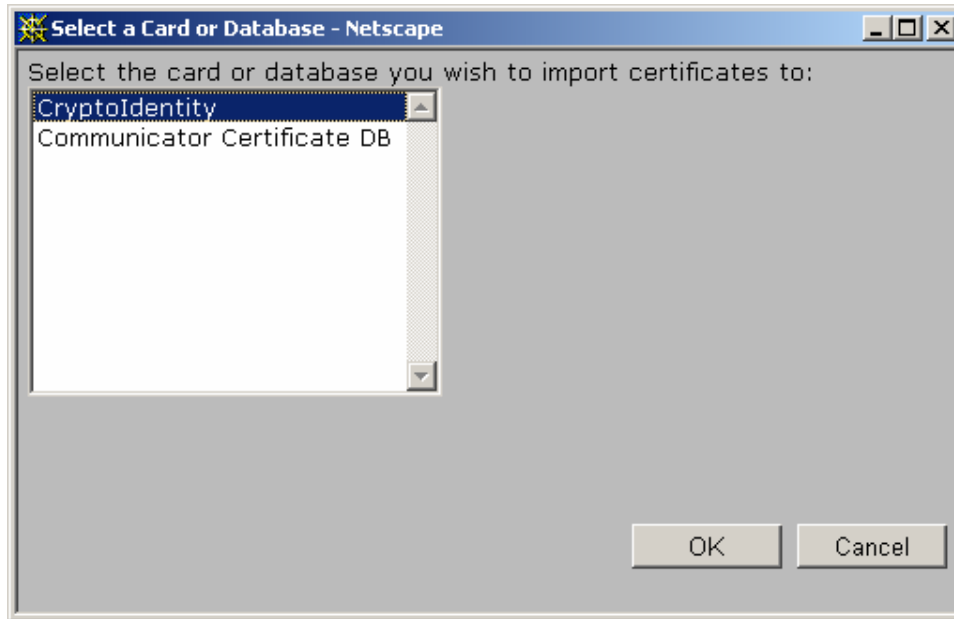 Select a Card or Database - Netscape
Select the card or database you wish to import certificates to:
CryptoIdentity
Communicator Certificate DB
OK
Cancel